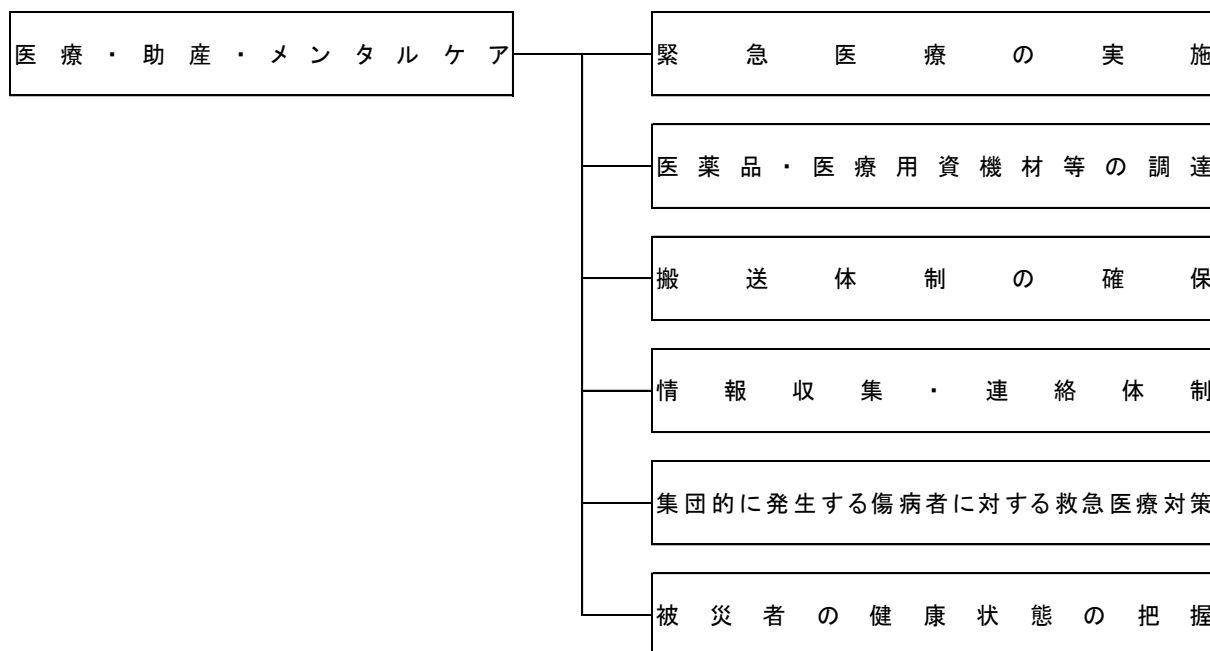 医療・助産・メンタルケア
緊急医療の実施
医薬品・医療用資機材等の調達
搬送体制の確保
情報収集・連絡体制
集団的に発生する傷病者に対する救急医療対策
被災者の健康状態の把握